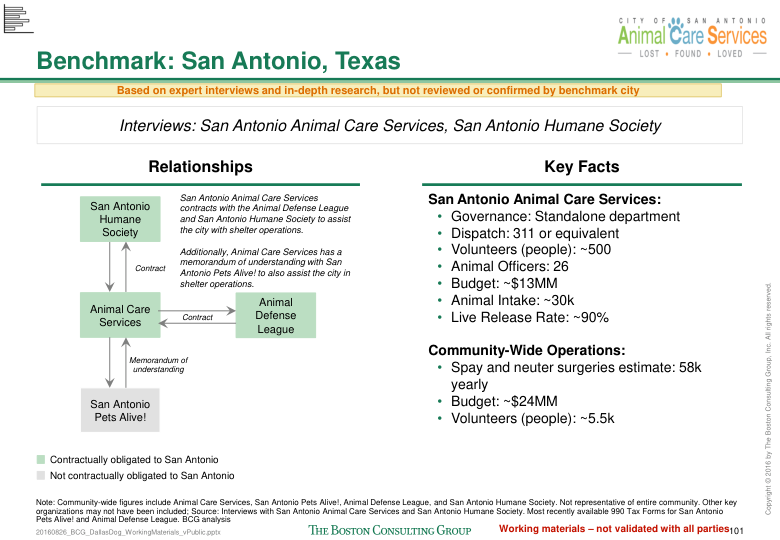 CITY OF SAN ANTONIO
Animal Care Services
LOST • FOUND • LOVED
Benchmark: San Antonio, Texas
Based on expert interviews and in-depth research, but not reviewed or confirmed by benchmark city
Interviews: San Antonio Animal Care Services, San Antonio Humane Society
Relationships
San Antonio
Humane
Society
San Antonio Animal Care Services
contracts with the Animal Defense League
and San Antonio Humane Society to assist
the city with shelter operations.
Additionally, Animal Care Services has a
memorandum of understanding with San
Antonio Pets Alive! to also assist the city in
shelter operations.
Contract
Animal Care
Services
Contract
Animal
Defense
League
Memorandum of
understanding
San Antonio
Pets Alive!
Contractually obligated to San Antonio
Not contractually obligated to San Antonio
Key Facts
San Antonio Animal Care Services:
• Governance: Standalone department
• Dispatch: 311 or equivalent
• Volunteers (people): ~500
• Animal Officers: 26
• Budget: ~$13MM
• Animal Intake: ~30k
• Live Release Rate: ~90%
Community-Wide Operations:
• Spay and neuter surgeries estimate: 58k
yearly
• Budget: ~$24MM
• Volunteers (people): ~5.5k
Note: Community-wide figures include Animal Care Services, San Antonio Pets Alive!, Animal Defense League, and San Antonio Humane Society. Not representative of entire community. Other key
organizations may not have been included; Source: Interviews with San Antonio Animal Care Services and San Antonio Humane Society. Most recently available 990 Tax Forms for San Antonio
Pets Alive! and Animal Defense League. BCG analysis
20160826_BCG_DallasDog_WorkingMaterials_vPublic.pptx
THE BOSTON CONSULTING GROUP
Working materials – not validated with all parties
101
Copyright © 2016 by The Boston Consulting Group, Inc. All rights reserved.